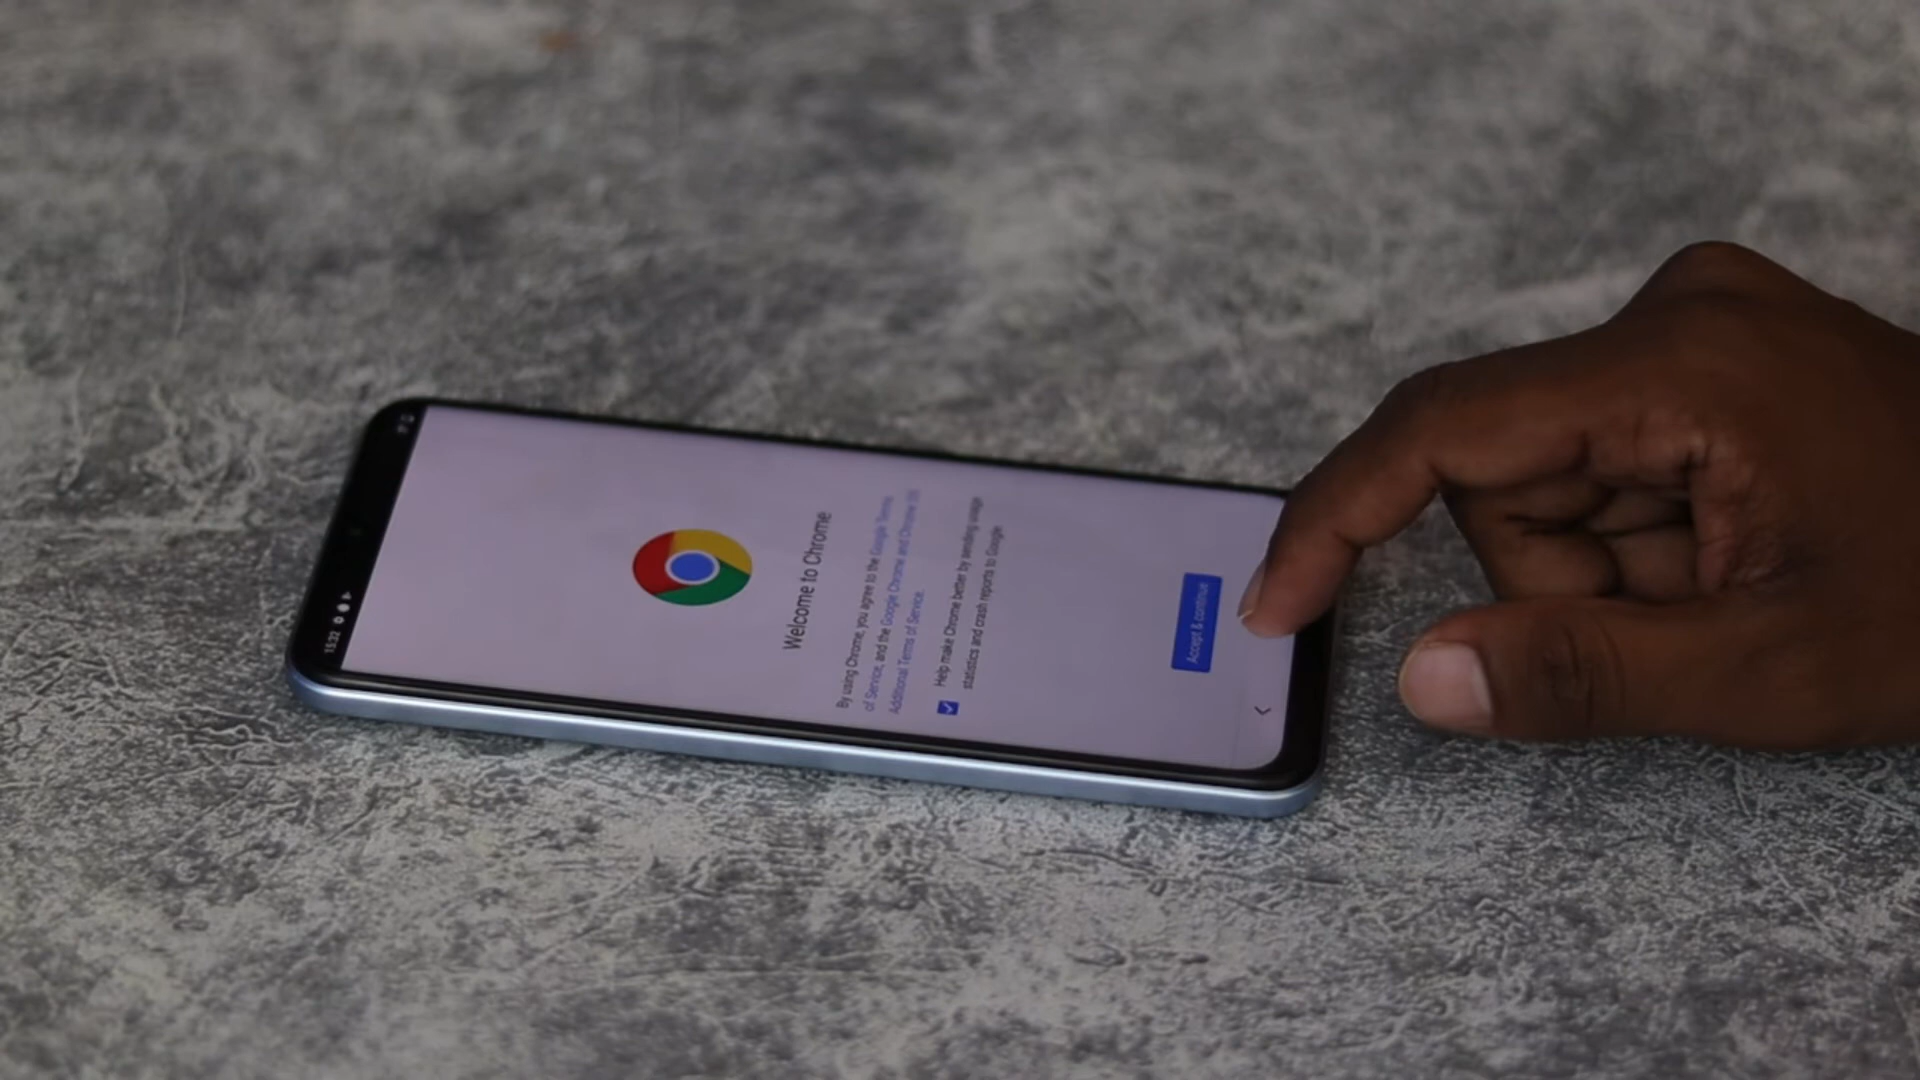 15:32
Welcome to Chrome
By using Chrome, you agree to the Google Terms
of Service, and the Google Chrome and Chrome OS
Additional Terms of Service.
Help make Chrome better by sending usage
statistics and crash reports to Google
Accept & continue